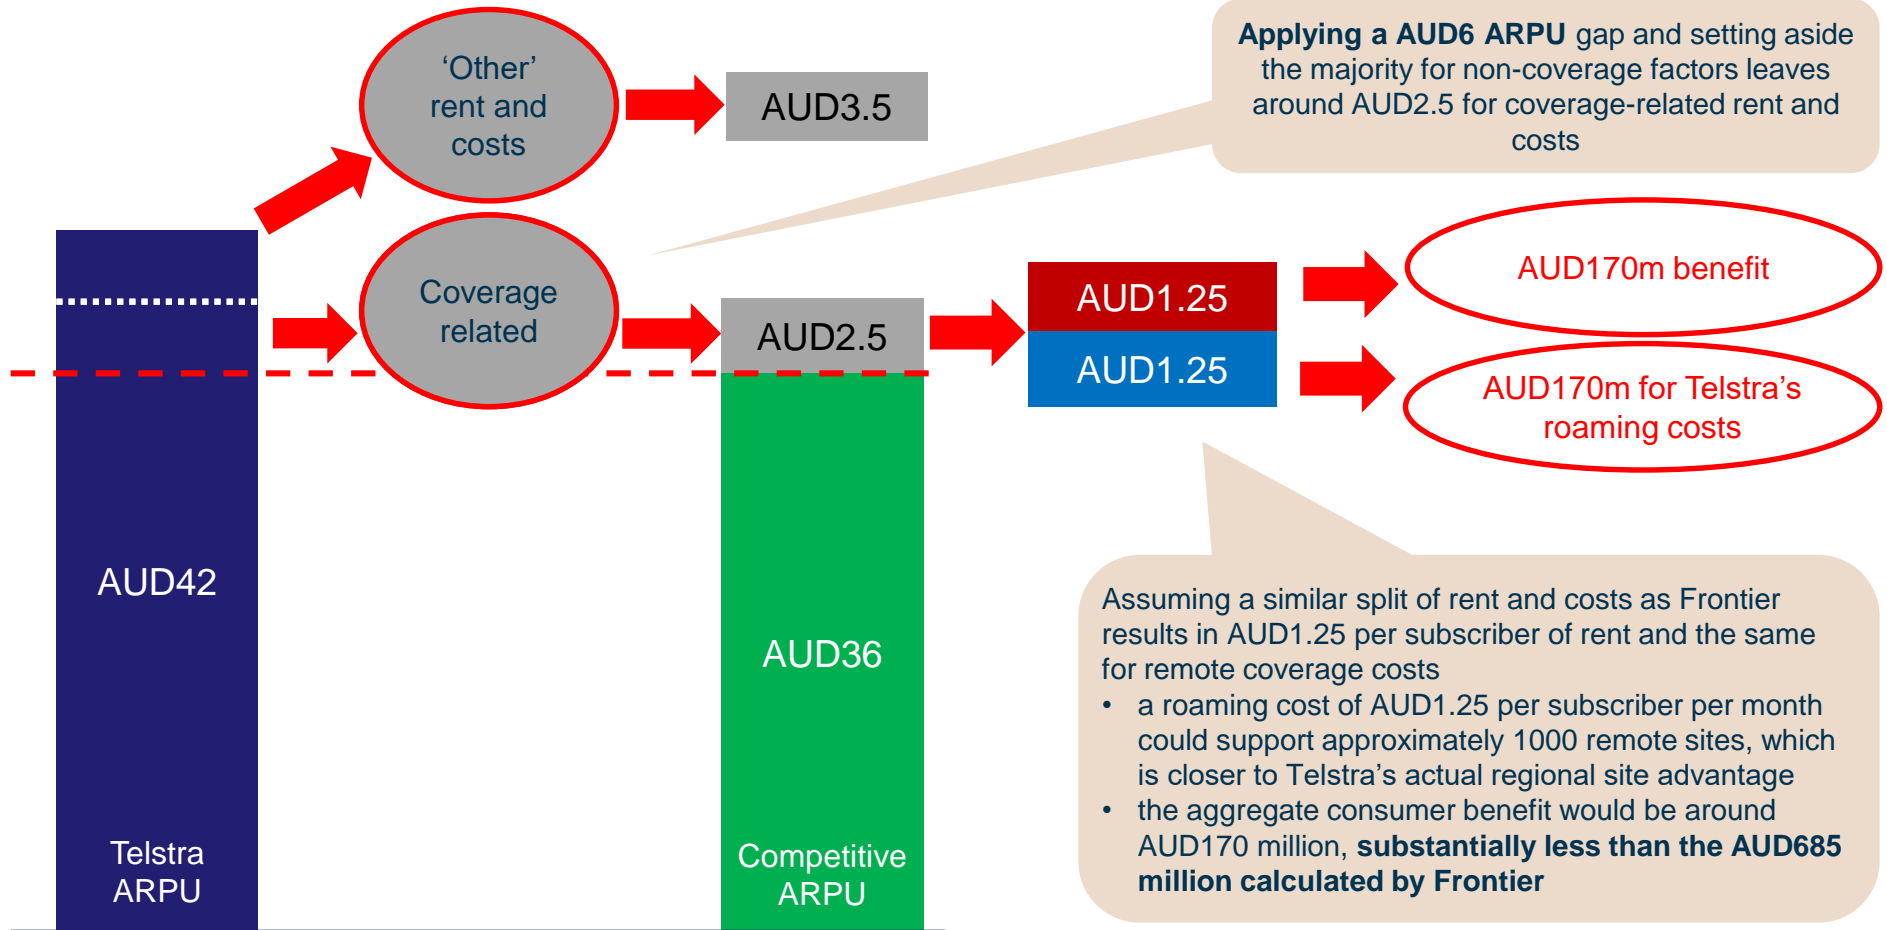 ‘Other’
rent and
costs
AUD3.5
Applying a AUD6 ARPU gap and setting aside
the majority for non-coverage factors leaves
around AUD2.5 for coverage-related rent and
costs
Coverage
related
AUD2.5
AUD1.25
AUD1.25
AUD170m benefit
AUD170m for Telstra’s
roaming costs
AUD42
Telstra
ARPU
AUD36
Competitive
ARPU
Assuming a similar split of rent and costs as Frontier
results in AUD1.25 per subscriber of rent and the same
for remote coverage costs
• a roaming cost of AUD1.25 per subscriber per month
could support approximately 1000 remote sites, which
is closer to Telstra’s actual regional site advantage
• the aggregate consumer benefit would be around
AUD170 million, substantially less than the AUD685
million calculated by Frontier